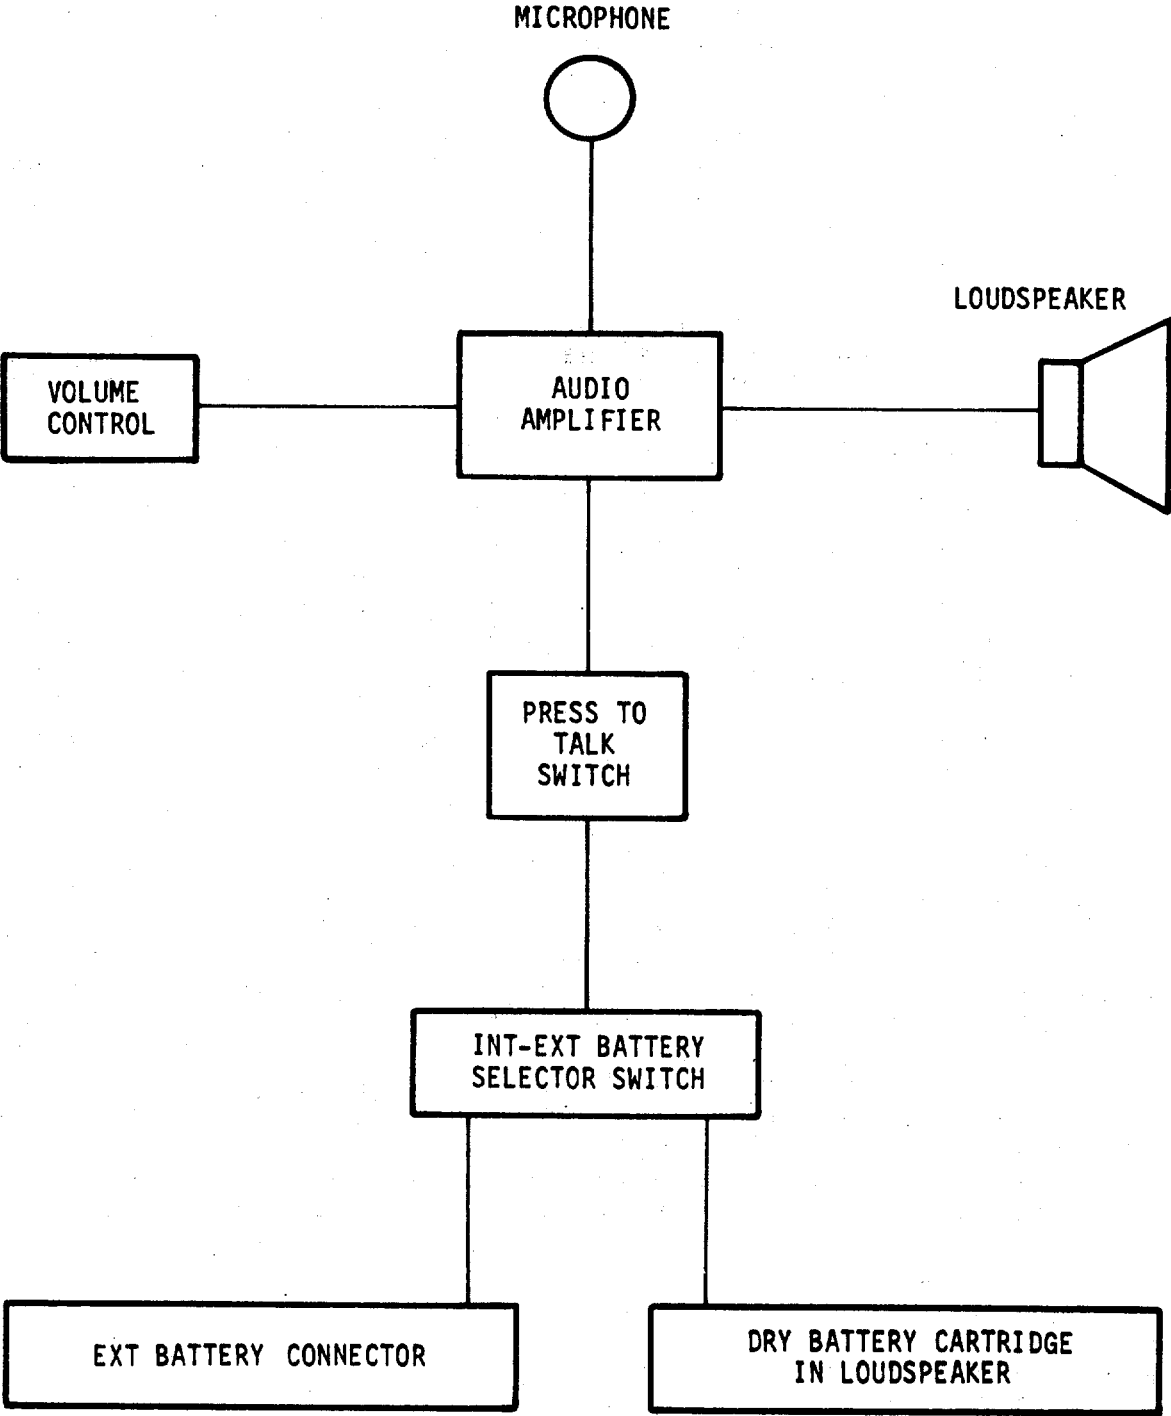 MICROPHONE
LOUDSPEAKER
VOLUME
CONTROL
AUDIO
AMPLIFIER
PRESS TO
TALK
SWITCH
INT-EXT BATTERY
SELECTOR SWITCH
EXT BATTERY CONNECTOR
DRY BATTERY CARTRIDGE
IN LOUDSPEAKER